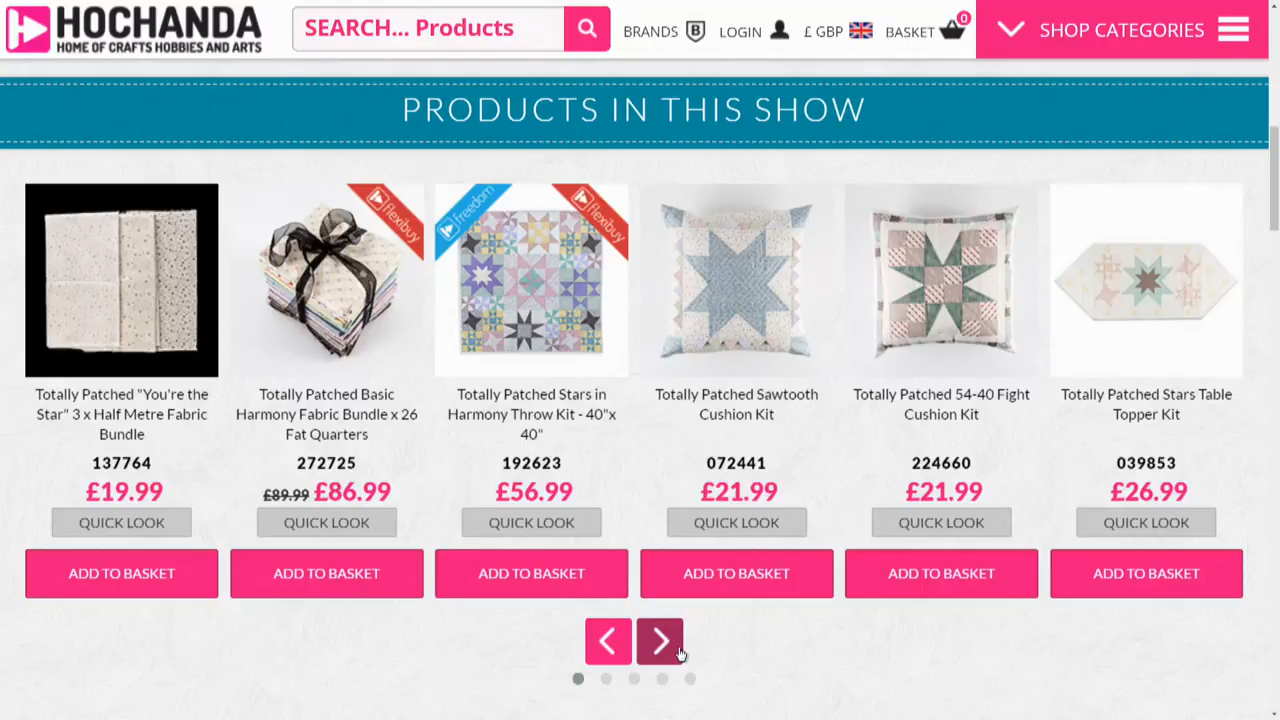 HOCHANDA
HOME OF CRAFTS HOBBIES AND ARTS
SEARCH... Products
BRANDS B
LOGIN
£ GBP
BASKET 0
SHOP CATEGORIES
PRODUCTS IN THIS SHOW
flexibuy
freedom
flexibuy
Totally Patched "You're the
Star" 3 x Half Metre Fabric
Bundle
137764
£19.99
QUICK LOOK
ADD TO BASKET
Totally Patched Basic
Harmony Fabric Bundle x 26
Fat Quarters
272725
£89.99 £86.99
QUICK LOOK
ADD TO BASKET
Totally Patched Stars in
Harmony Throw Kit - 40"x
40"
192623
£56.99
QUICK LOOK
ADD TO BASKET
Totally Patched Sawtooth
Cushion Kit
072441
£21.99
QUICK LOOK
ADD TO BASKET
Totally Patched 54-40 Fight
Cushion Kit
224660
£21.99
QUICK LOOK
ADD TO BASKET
Totally Patched Stars Table
Topper Kit
039853
£26.99
QUICK LOOK
ADD TO BASKET